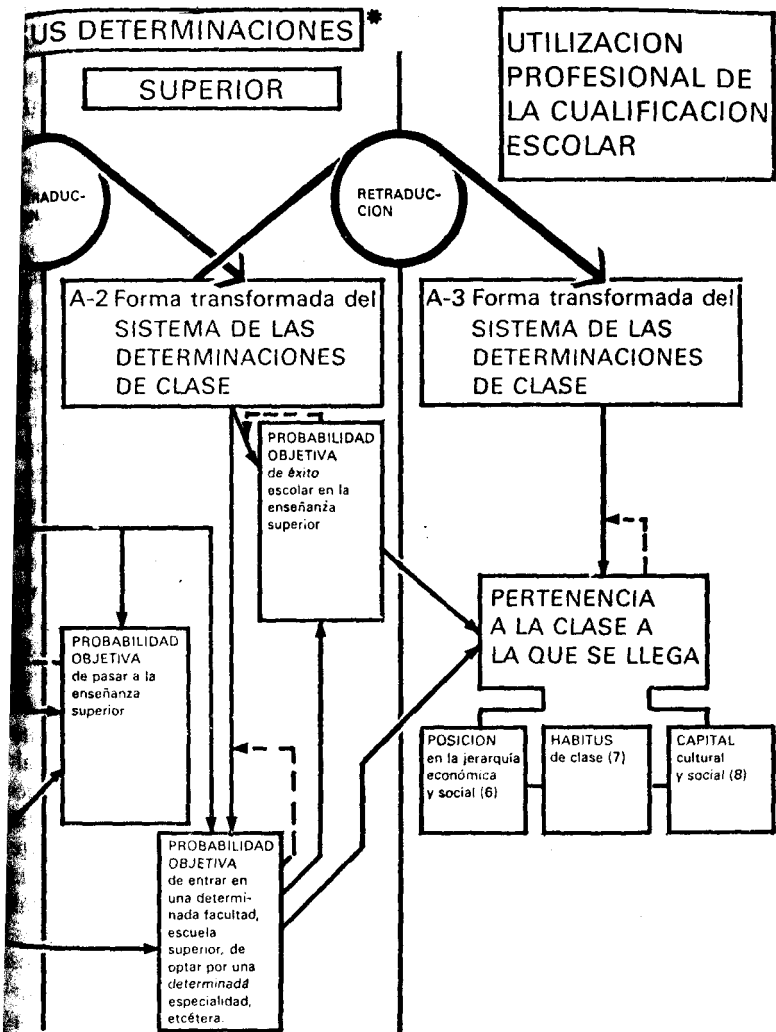 US DETERMINACIONES *
SUPERIOR
UTILIZACION
PROFESIONAL DE
LA CUALIFICACION
ESCOLAR
RADUC-
N
RETRADUC-
CION
A-2 Forma transformada del
SISTEMA DE LAS
DETERMINACIONES
DE CLASE
A-3 Forma transformada del
SISTEMA DE LAS
DETERMINACIONES
DE CLASE
PROBABILIDAD
OBJETIVA
de éxito
escolar en la
enseñanza
superior
PROBABILIDAD
OBJETIVA
de pasar a la
enseñanza
superior
PERTENENCIA
A LA CLASE A
LA QUE SE LLEGA
POSICION
en la jerarquía
económica
y social (6)
HABITUS
de clase (7)
CAPITAL
cultural
y social (8)
PROBABILIDAD
OBJETIVA
de entrar en
una determi-
nada facultad,
escuela
superior, de
optar por una
determinada
especialidad,
etcétera.